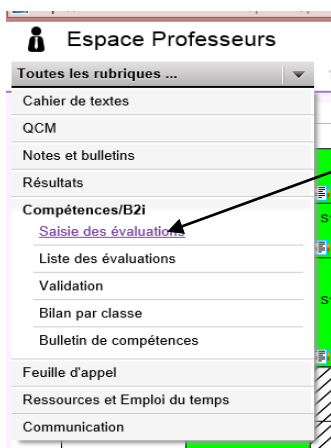 Espace Professeurs
Toutes les rubriques ...
Cahier de textes
QCM
Notes et bulletins
Résultats
Compétences/B2i
Saisie des évaluations
Liste des évaluations
Validation
Bilan par classe
Bulletin de compétences
Feuille d'appel
Ressources et Emploi du temps
Communication